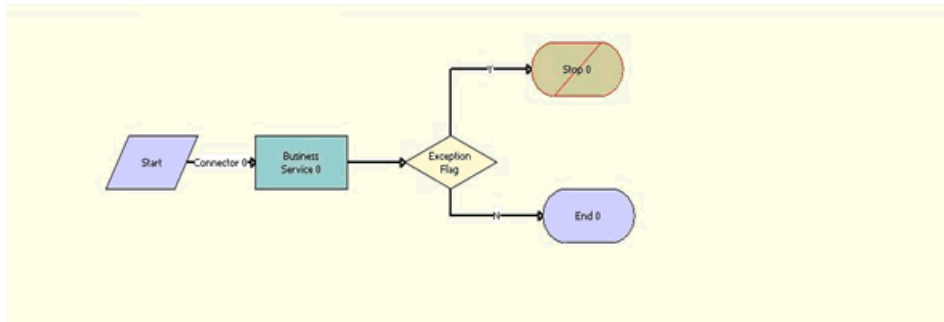 Y
Stop 0
Start
Connector 0
Business
Service 0
Exception
Flag
N
End 0